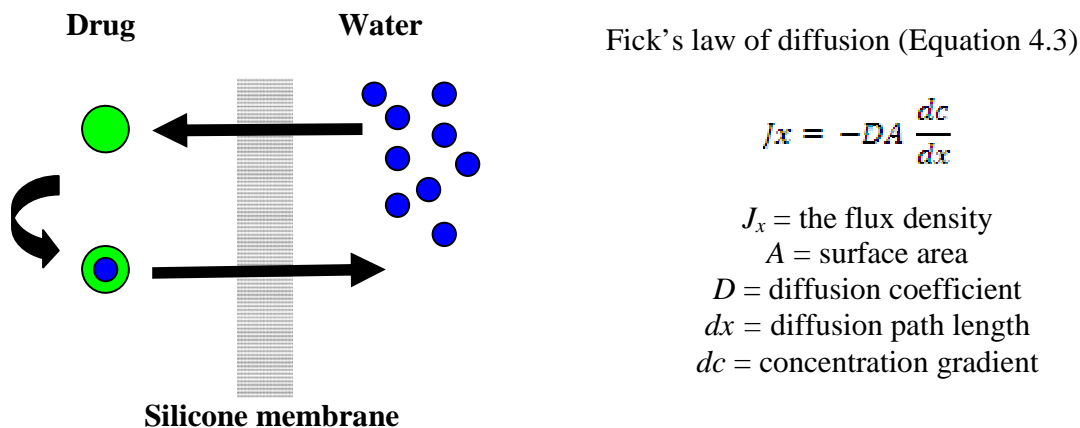 Drug
Water
Silicone membrane
Fick’s law of diffusion (Equation 4.3)
Jx = −DA dc/dx
Jx = the flux density
A = surface area
D = diffusion coefficient
dx = diffusion path length
dc = concentration gradient